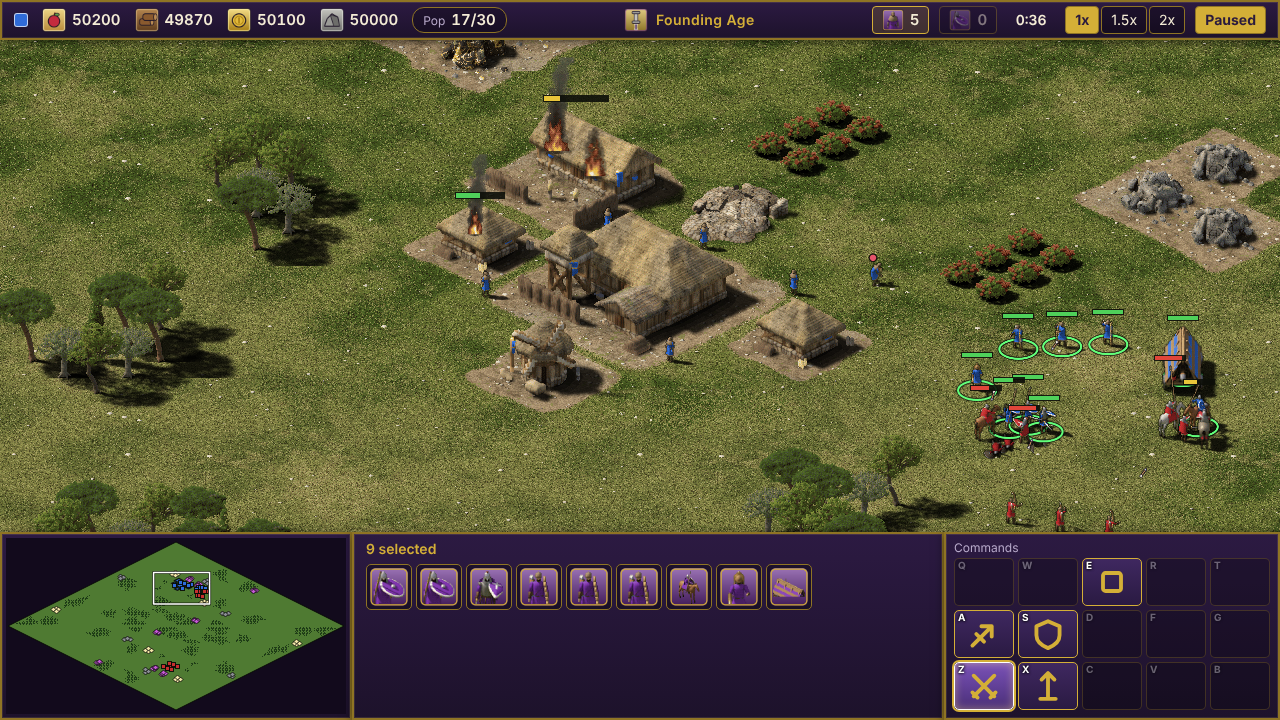 50200 49870 50100 50000 Pop 17/30 Founding Age 5 0 0:36 1x 1.5x 2x Paused
9 selected
Commands
Q W E R T
A S D F G
Z X C V B